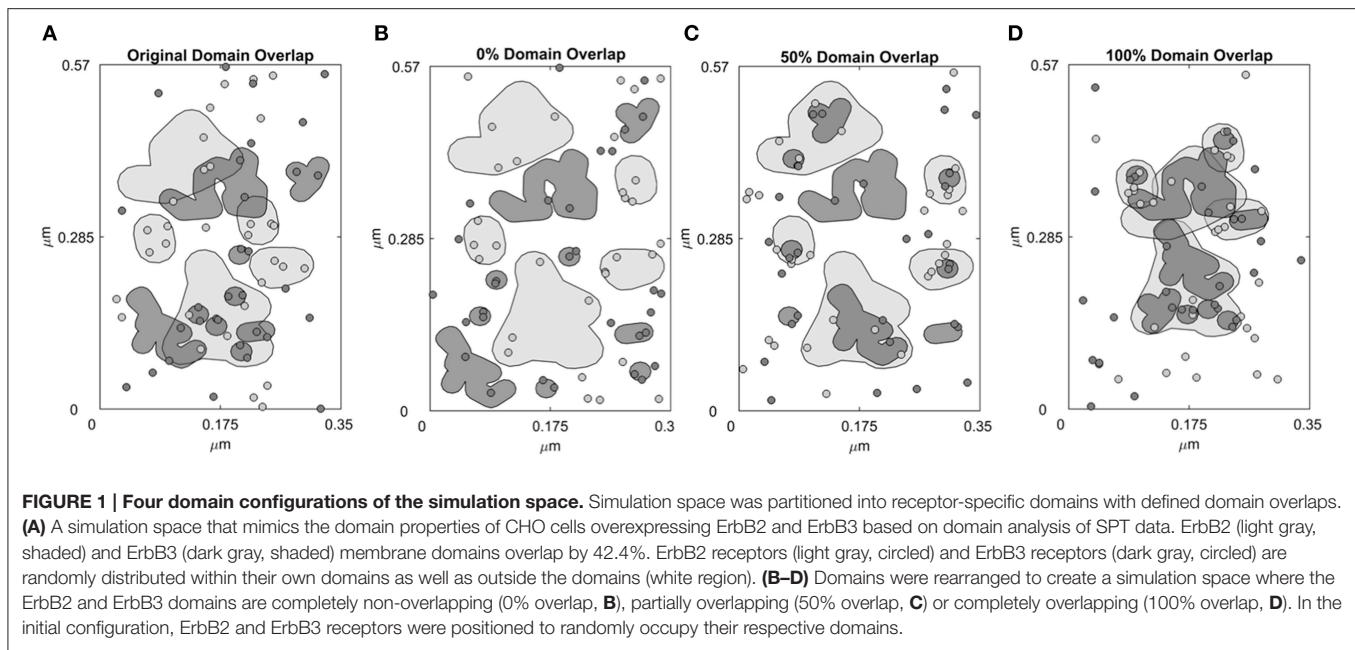 A
Original Domain Overlap
0.57
0.285
μm
0
0
0.175
0.35
μm
B
0% Domain Overlap
0.57
0.285
0
0
0.175
0.3
μm
C
50% Domain Overlap
0.57
0.285
0
0
0.175
0.35
μm
D
100% Domain Overlap
0.57
0.285
μm
0
0
0.175
0.35
μm
FIGURE 1 | Four domain configurations of the simulation space. Simulation space was partitioned into receptor-specific domains with defined domain overlaps.
(A) A simulation space that mimics the domain properties of CHO cells overexpressing ErbB2 and ErbB3 based on domain analysis of SPT data. ErbB2 (light gray,
shaded) and ErbB3 (dark gray, shaded) membrane domains overlap by 42.4%. ErbB2 receptors (light gray, circled) and ErbB3 receptors (dark gray, circled) are
randomly distributed within their own domains as well as outside the domains (white region). (B–D) Domains were rearranged to create a simulation space where the
ErbB2 and ErbB3 domains are completely non-overlapping (0% overlap, B), partially overlapping (50% overlap, C) or completely overlapping (100% overlap, D). In the
initial configuration, ErbB2 and ErbB3 receptors were positioned to randomly occupy their respective domains.